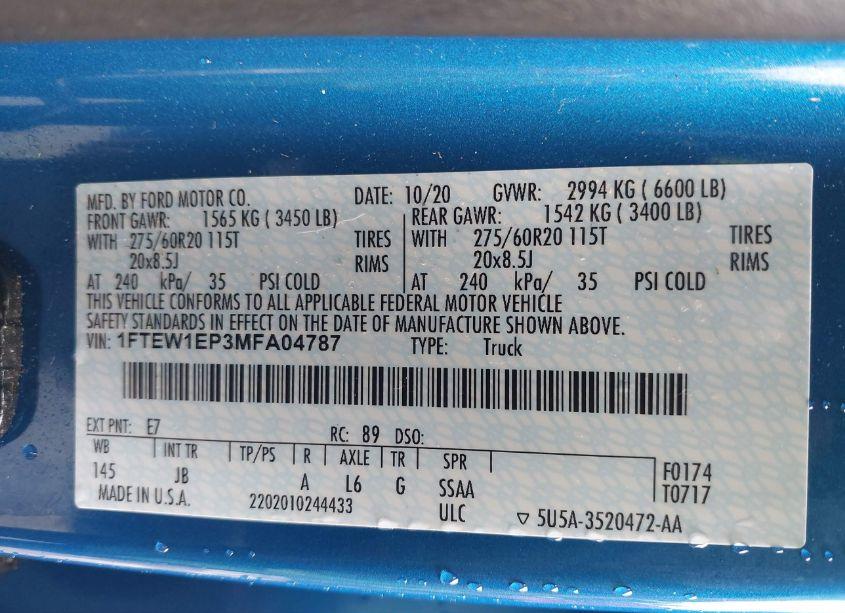 MFD. BY FORD MOTOR CO. DATE: 10/20 GVWR: 2994 KG ( 6600 LB)
FRONT GAWR: 1565 KG ( 3450 LB) REAR GAWR: 1542 KG ( 3400 LB)
WITH 275/60R20 115T TIRES WITH 275/60R20 115T TIRES
20x8.5J RIMS 20x8.5J RIMS
AT 240 kPa/ 35 PSI COLD AT 240 kPa/ 35 PSI COLD
THIS VEHICLE CONFORMS TO ALL APPLICABLE FEDERAL MOTOR VEHICLE
SAFETY STANDARDS IN EFFECT ON THE DATE OF MANUFACTURE SHOWN ABOVE.
VIN: 1FTEW1EP3MFA04787 TYPE: Truck
EXT PNT: E7 RC: 89 DSO:
WB INT TR TP/PS R AXLE TR SPR F0174
145 JB A L6 G SSAA T0717
MADE IN U.S.A. 2202010244433 ULC ▽ 5U5A-3520472-AA